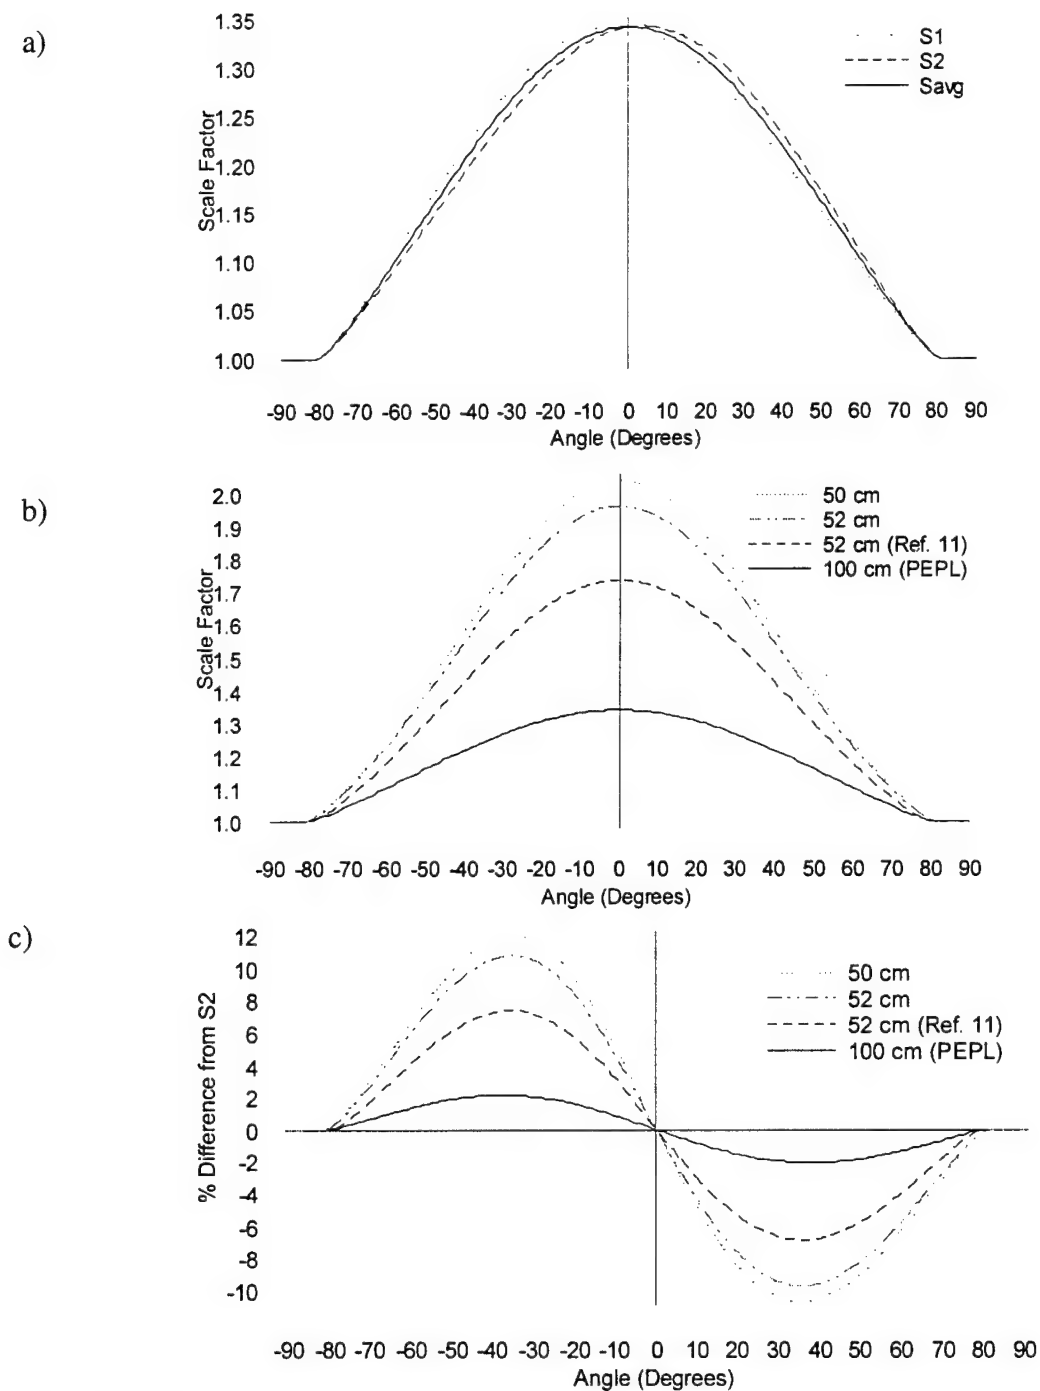 a)
1.35
1.30
1.25
1.20
1.15
1.10
1.05
1.00
Scale Factor
S1
S2
Savg
-90 -80 -70 -60 -50 -40 -30 -20 -10 0 10 20 30 40 50 60 70 80 90
Angle (Degrees)
b)
2.0
1.9
1.8
1.7
1.6
1.5
1.4
1.3
1.2
1.1
1.0
Scale Factor
50 cm
52 cm
52 cm (Ref. 11)
100 cm (PEPL)
-90 -80 -70 -60 -50 -40 -30 -20 -10 0 10 20 30 40 50 60 70 80 90
Angle (Degrees)
c)
12
10
8
6
4
2
0
-2
-4
-6
-8
-10
% Difference from S2
50 cm
52 cm
52 cm (Ref. 11)
100 cm (PEPL)
-90 -80 -70 -60 -50 -40 -30 -20 -10 0 10 20 30 40 50 60 70 80 90
Angle (Degrees)